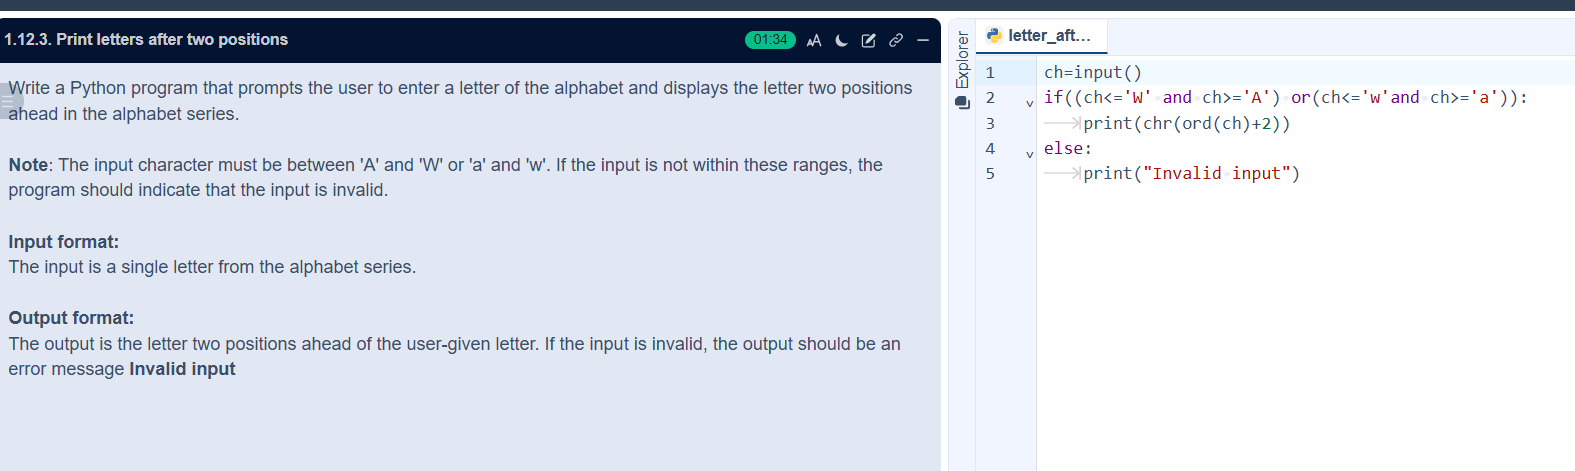 1.12.3. Print letters after two positions
01:34
AA
Write a Python program that prompts the user to enter a letter of the alphabet and displays the letter two positions
ahead in the alphabet series.
Note: The input character must be between 'A' and 'W' or 'a' and 'w'. If the input is not within these ranges, the
program should indicate that the input is invalid.
Input format:
The input is a single letter from the alphabet series.
Output format:
The output is the letter two positions ahead of the user-given letter. If the input is invalid, the output should be an
error message Invalid input
Explorer
letter_aft...
1 ch=input()
2 if((ch<='W' and ch>='A') or(ch<='w'and ch>='a')):
3 print(chr(ord(ch)+2))
4 else:
5 print("Invalid input")